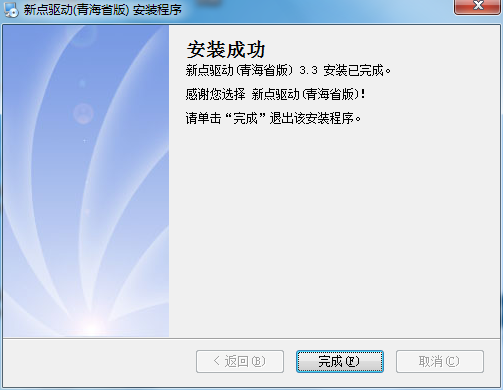 新点驱动(青海省版) 安装程序
安装成功
新点驱动(青海省版) 3.3 安装已完成。
感谢您选择 新点驱动(青海省版)!
请单击“完成”退出该安装程序。
< 返回(B)
完成(F)
取消(C)